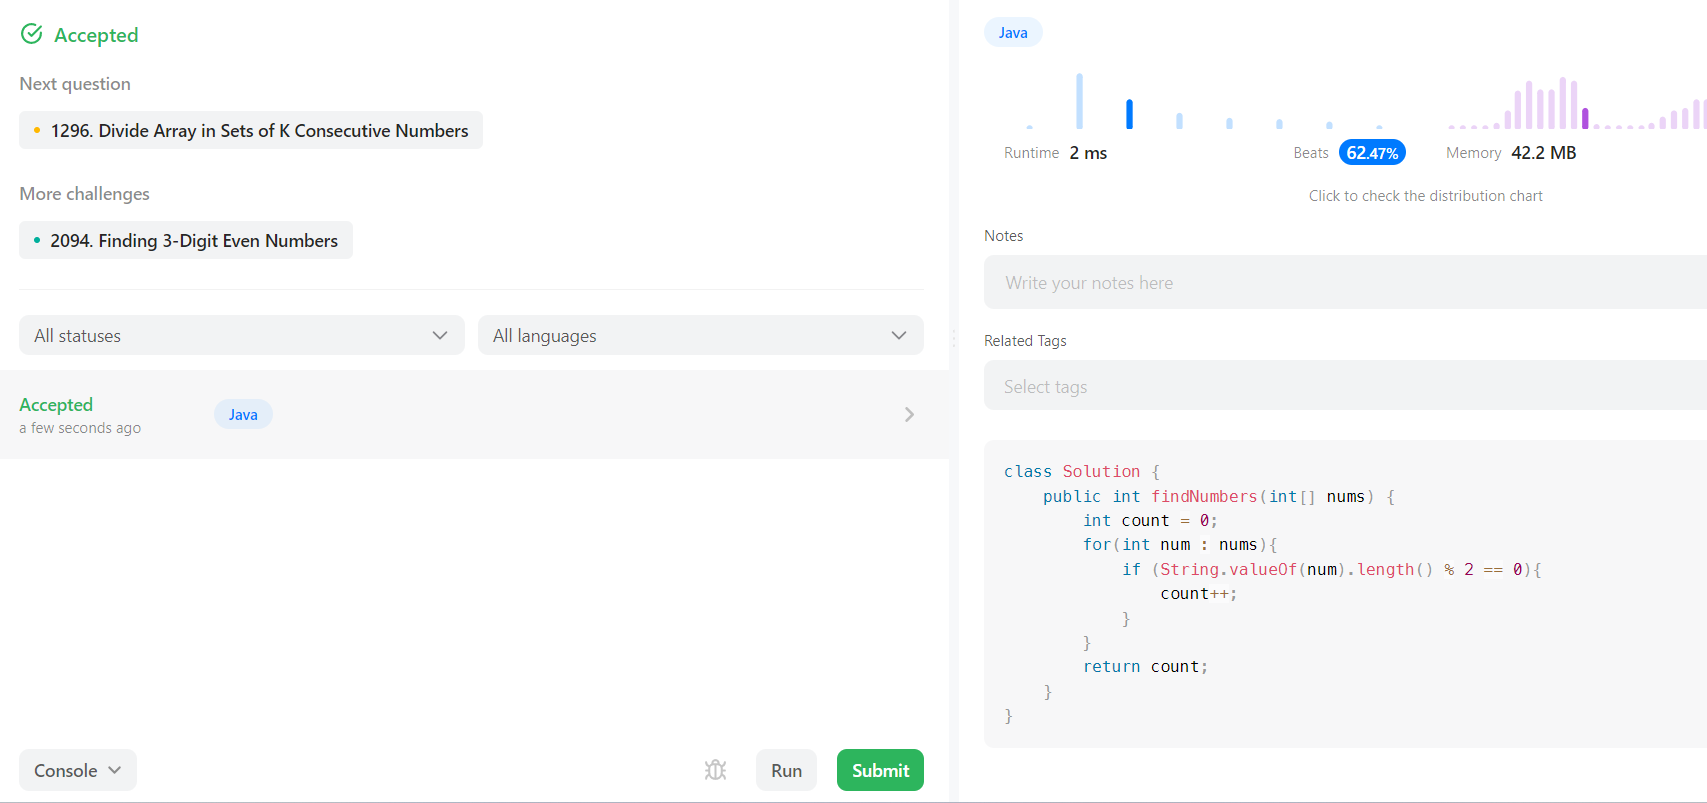 Accepted
Next question
1296. Divide Array in Sets of K Consecutive Numbers
More challenges
2094. Finding 3-Digit Even Numbers
All statuses
All languages
Accepted
a few seconds ago
Java
Console
Run
Submit
Java
Runtime 2 ms
Beats 62.47%
Memory 42.2 MB
Click to check the distribution chart
Notes
Write your notes here
Related Tags
Select tags
class Solution {
    public int findNumbers(int[] nums) {
        int count = 0;
        for(int num : nums){
            if (String.valueOf(num).length() % 2 == 0){
                count++;
            }
        }
        return count;
    }
}